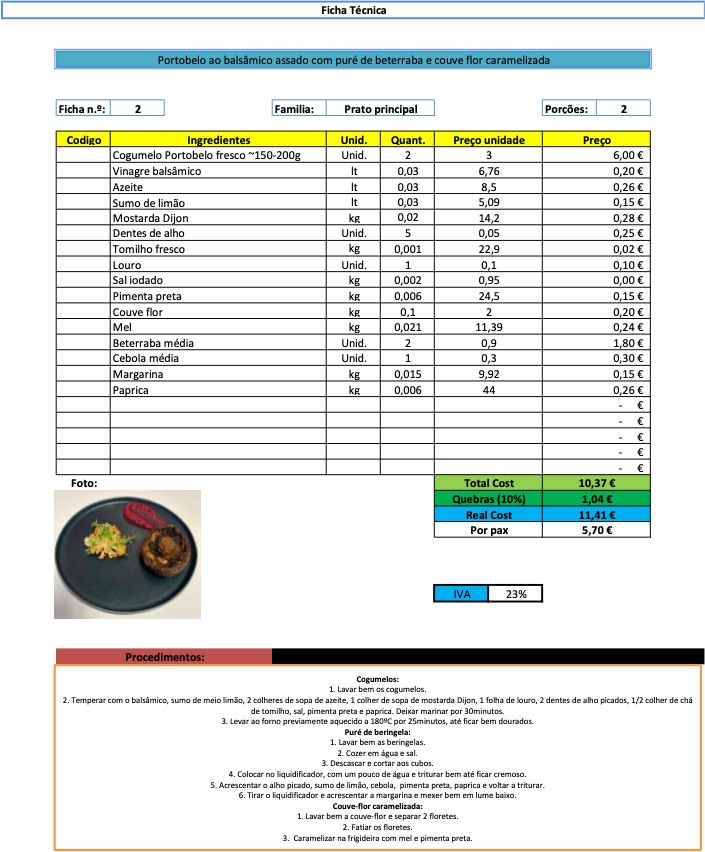 Ficha Técnica
Portobelo ao balsâmico assado com puré de beterraba e couve flor caramelizada
Ficha n.º: 2 Familia: Prato principal Porções: 2
Codigo Ingredientes Unid. Quant. Preço unidade Preço
Cogumelo Portobelo fresco ~150-200g Unid. 2 3 6,00 €
Vinagre balsâmico lt 0,03 6,76 0,20 €
Azeite lt 0,03 8,5 0,26 €
Sumo de limão lt 0,03 5,09 0,15 €
Mostarda Dijon kg 0,02 14,2 0,28 €
Dentes de alho Unid. 5 0,05 0,25 €
Tomilho fresco kg 0,001 22,9 0,02 €
Louro Unid. 1 0,1 0,10 €
Sal iodado kg 0,002 0,95 0,00 €
Pimenta preta kg 0,006 24,5 0,15 €
Couve flor kg 0,1 2 0,20 €
Mel kg 0,021 11,39 0,24 €
Beterraba média Unid. 2 0,9 1,80 €
Cebola média Unid. 1 0,3 0,30 €
Margarina kg 0,015 9,92 0,15 €
Paprica kg 0,006 44 0,26 €
- €
- €
- €
- €
- €
Foto: Total Cost 10,37 €
Quebras (10%) 1,04 €
Real Cost 11,41 €
Por pax 5,70 €
IVA 23%
Procedimentos:
Cogumelos:
1. Lavar bem os cogumelos.
2. Temperar com o balsâmico, sumo de meio limão, 2 colheres de sopa de azeite, 1 colher de sopa de mostarda Dijon, 1 folha de louro, 2 dentes de alho picados, 1/2 colher de chá
de tomilho, sal, pimenta preta e paprica. Deixar marinar por 30minutos.
3. Levar ao forno previamente aquecido a 180ºC por 25minutos, até ficar bem dourados.
Puré de beringela:
1. Lavar bem as beringelas.
2. Cozer em água e sal.
3. Descascar e cortar aos cubos.
4. Colocar no liquidificador, com um pouco de água e triturar bem até ficar cremoso.
5. Acrescentar o alho picado, sumo de limão, cebola, pimenta preta, paprica e voltar a triturar.
6. Tirar o liquidificador e acrescentar a margarina e mexer bem em lume baixo.
Couve-flor caramelizada:
1. Lavar bem a couve-flor e separar 2 floretes.
2. Fatiar os floretes.
3. Caramelizar na frigideira com mel e pimenta preta.